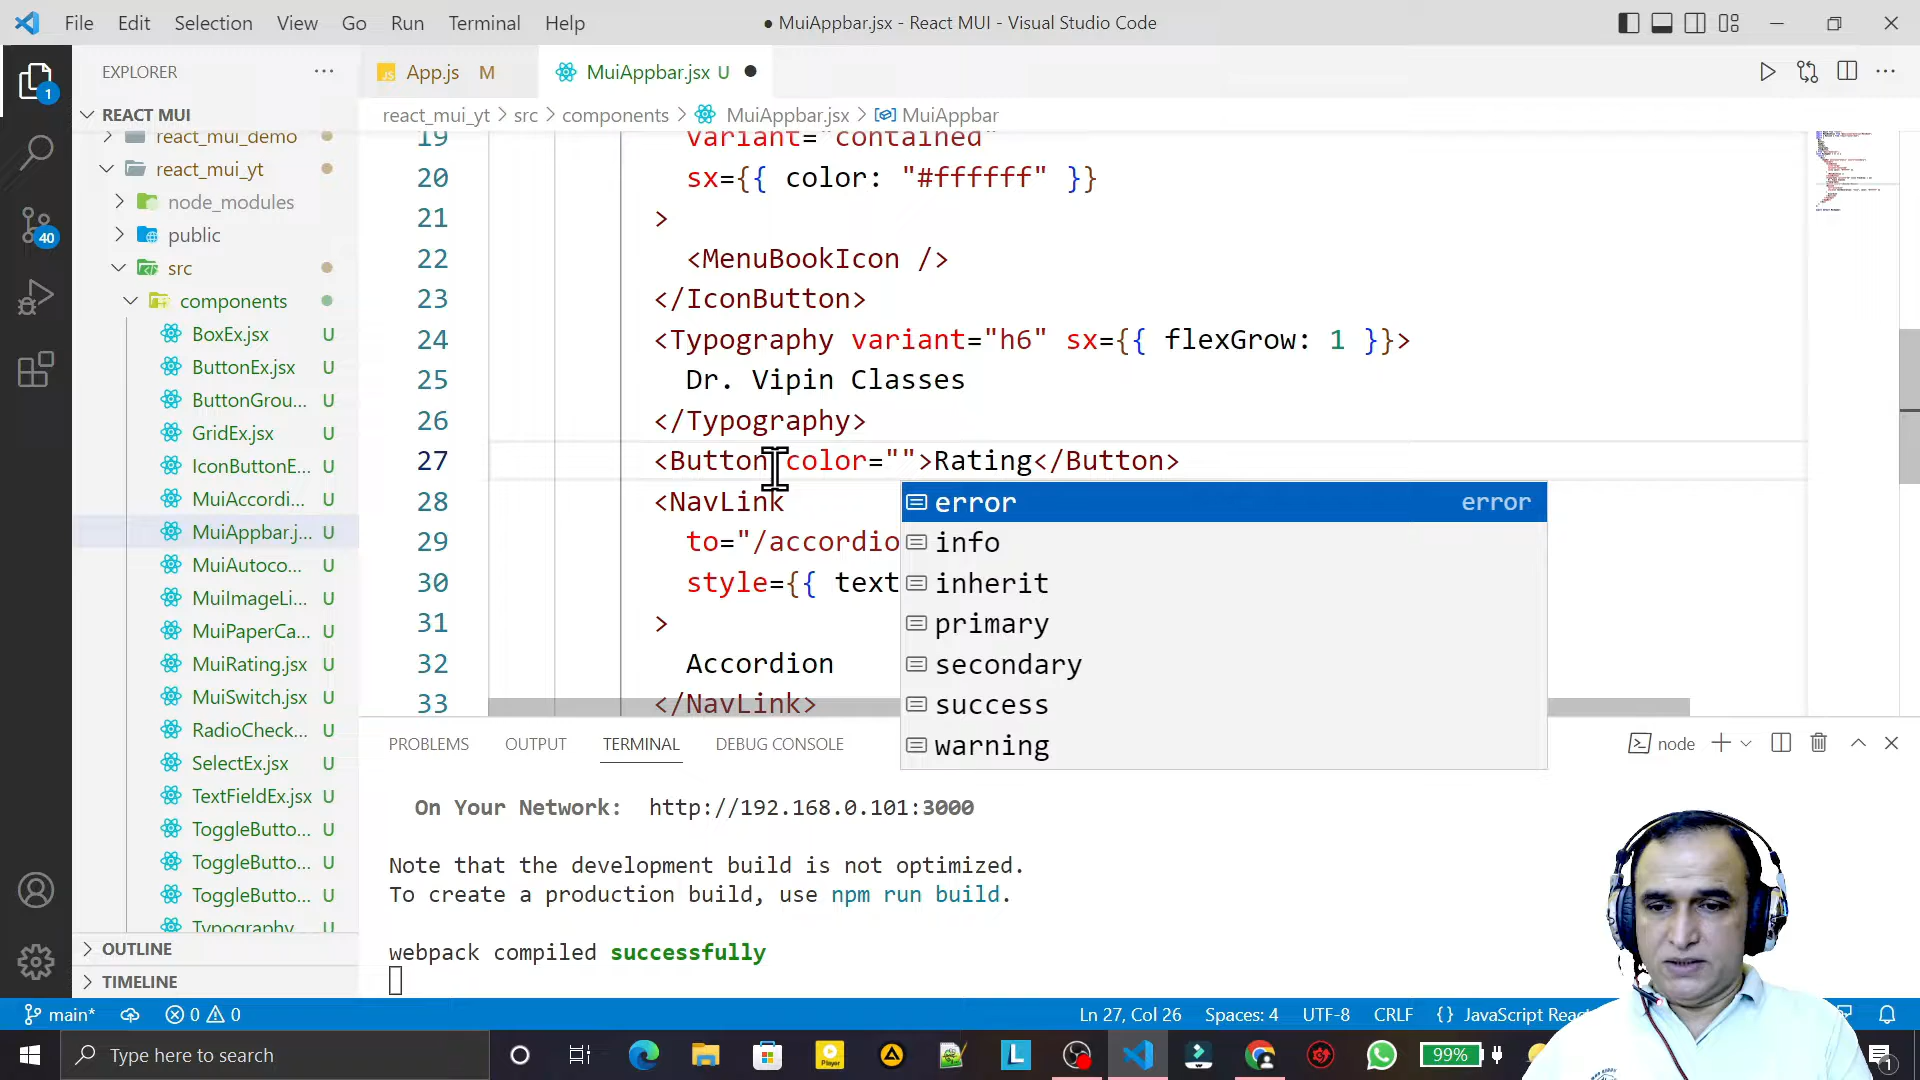 File Edit Selection View Go Run Terminal Help
● MuiAppbar.jsx - React MUI - Visual Studio Code
EXPLORER
App.js M
MuiAppbar.jsx U
REACT MUI
react_mui_yt > src > components > MuiAppbar.jsx > MuiAppbar
react_mui_demo
react_mui_yt
node_modules
public
src
components
BoxEx.jsx U
ButtonEx.jsx U
ButtonGrou... U
GridEx.jsx U
IconButtonE... U
MuiAccordi... U
MuiAppbar.j... U
MuiAutoco... U
MuiImageLi... U
MuiPaperCa... U
MuiRating.jsx U
MuiSwitch.jsx U
RadioCheck... U
SelectEx.jsx U
TextFieldEx.jsx U
ToggleButto... U
ToggleButto... U
ToggleButto... U
Typography U
OUTLINE
TIMELINE
1
40
19 variant="contained"
20 sx={{ color: "#ffffff" }}
21 >
22 <MenuBookIcon />
23 </IconButton>
24 <Typography variant="h6" sx={{ flexGrow: 1 }}>
25 Dr. Vipin Classes
26 </Typography>
27 <Button color="">Rating</Button>
28 <NavLink
29 to="/accordio
30 style={{ text
31 >
32 Accordion
33 </NavLink>
error error
info
inherit
primary
secondary
success
warning
PROBLEMS OUTPUT TERMINAL DEBUG CONSOLE
node
On Your Network: http://192.168.0.101:3000
Note that the development build is not optimized.
To create a production build, use npm run build.
webpack compiled successfully
main* 0 0
Ln 27, Col 26 Spaces: 4 UTF-8 CRLF {} JavaScript Reac
Type here to search
Player
L
99%
1